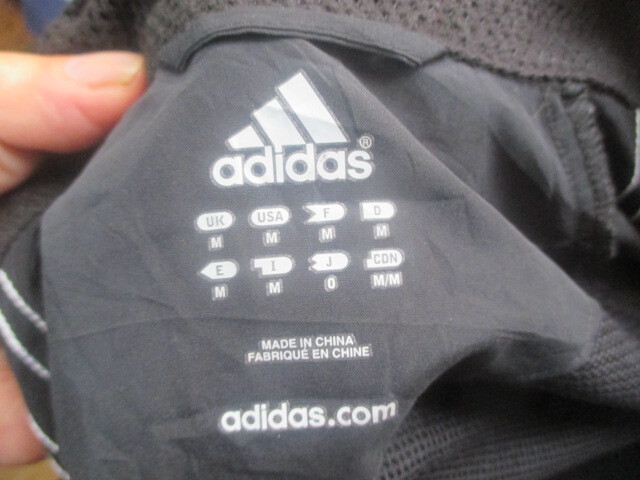 adidas®
UK USA F D
M M M M
E I J CDN
M M O M/M
MADE IN CHINA
FABRIQUÉ EN CHINE
adidas.com